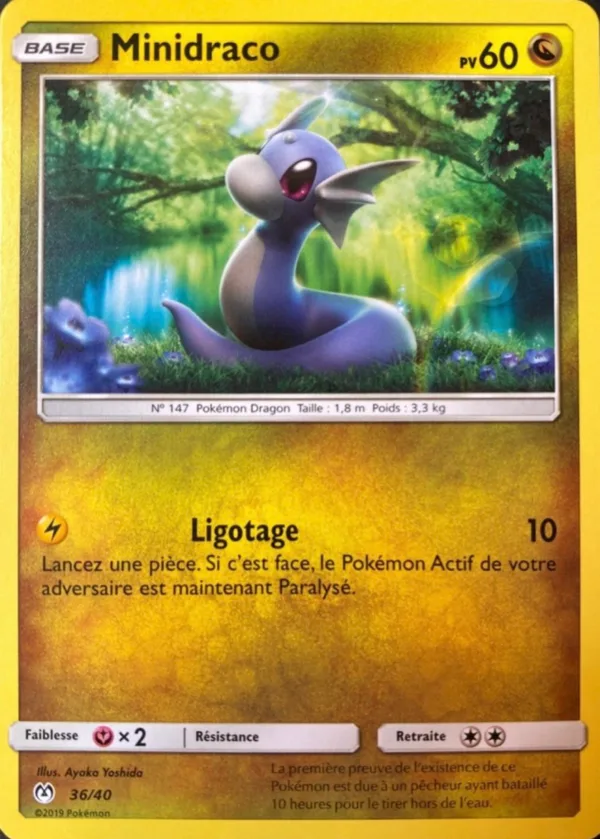 BASE Minidraco PV60
Nº 147 Pokémon Dragon Taille : 1,8 m Poids : 3,3 kg
Ligotage 10
Lancez une pièce. Si c'est face, le Pokémon Actif de votre
adversaire est maintenant Paralysé.
Faiblesse ×2 Résistance Retraite
Illus. Ayaka Yoshida
36/40
©2019 Pokémon
La première preuve de l'existence de ce
Pokémon est due à un pêcheur ayant bataillé
10 heures pour le tirer hors de l'eau.